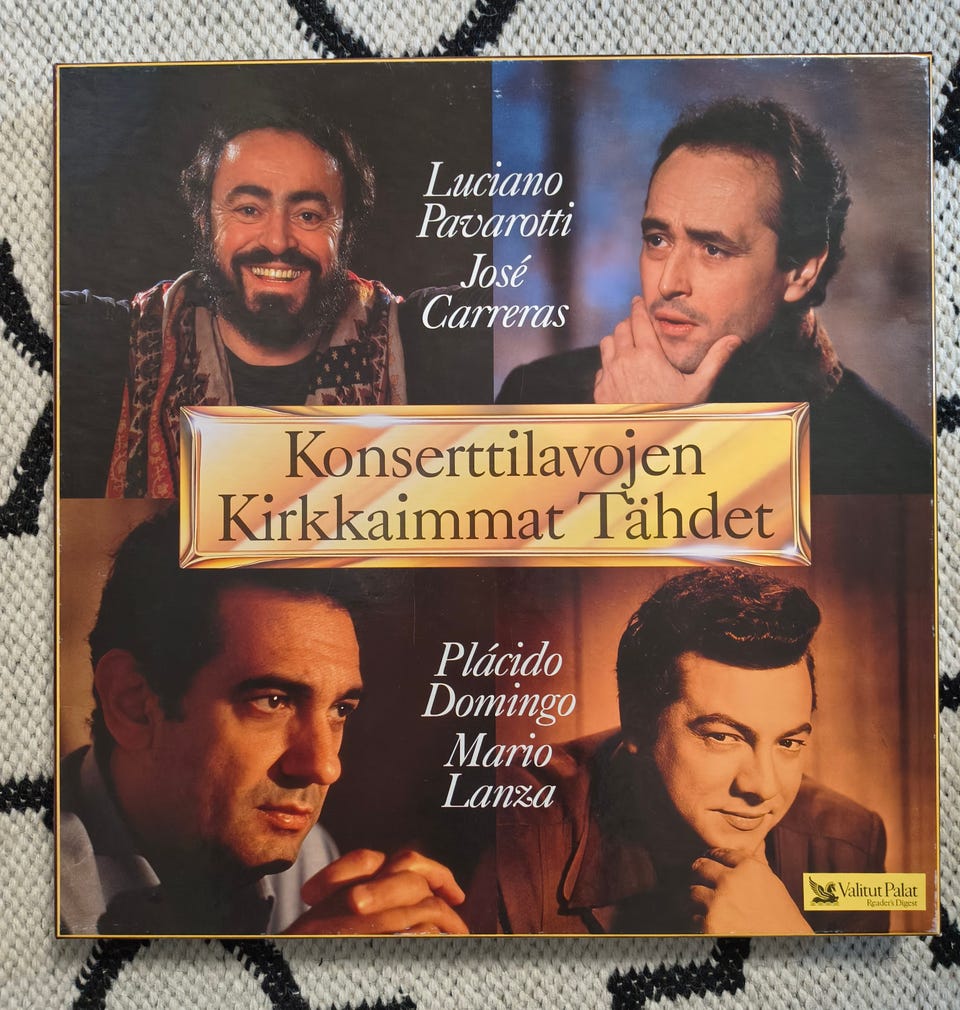 Luciano
Pavarotti
José
Carreras
Konserttilavojen
Kirkkaimmat Tähdet
Plácido
Domingo
Mario
Lanza
Valitut Palat
Reader's Digest